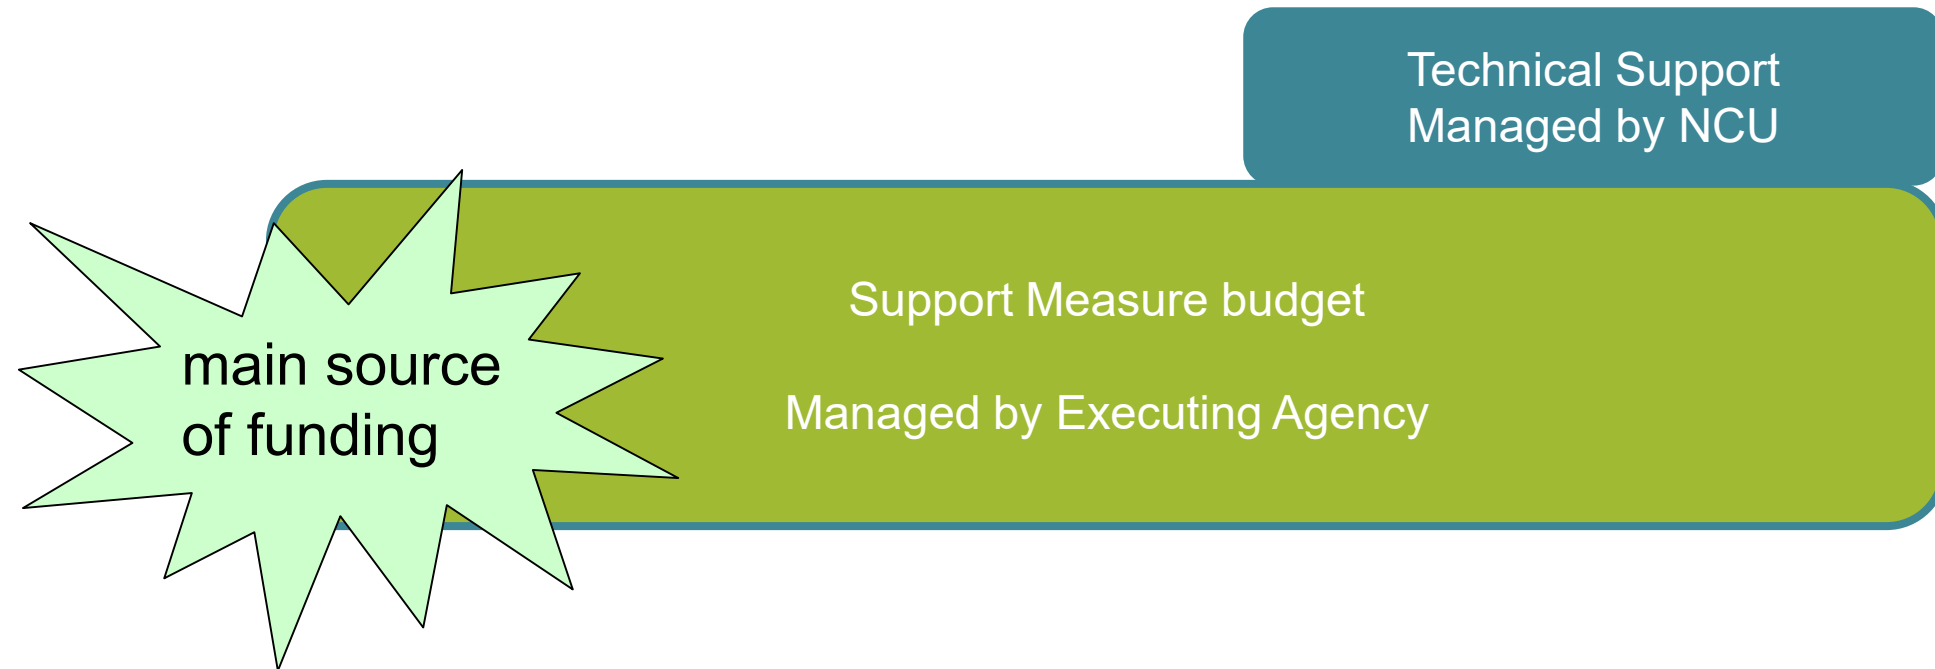 Technical Support
Managed by NCU
Support Measure budget
Managed by Executing Agency
main source
of funding